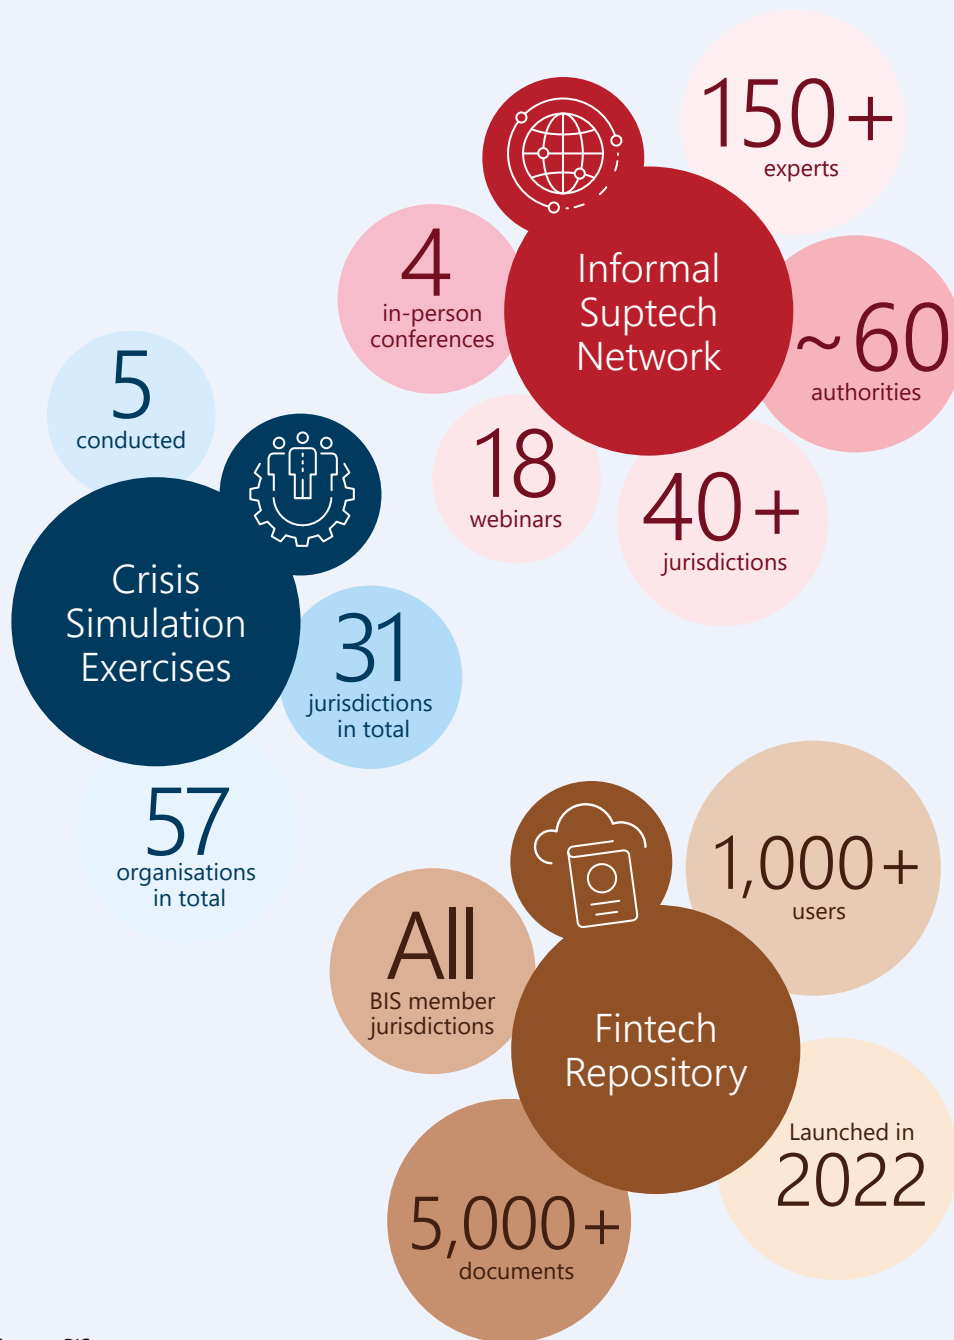 150+
experts
Informal
Suptech
Network
4
in-person
conferences
~60
authorities
18
webinars
40+
jurisdictions
5
conducted
Crisis
Simulation
Exercises
31
jurisdictions
in total
57
organisations
in total
1,000+
users
All
BIS member
jurisdictions
Fintech
Repository
Launched in
2022
5,000+
documents